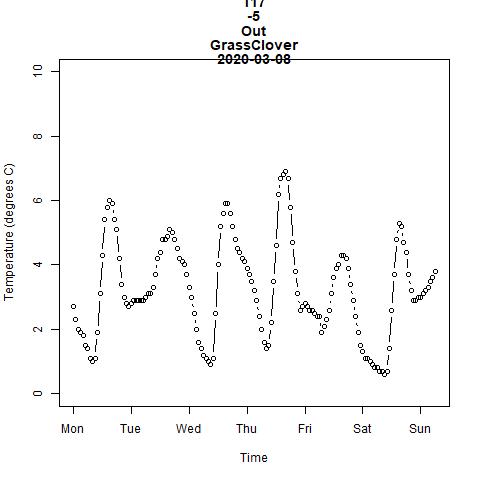 117
-5
Out
GrassClover
2020-03-08
Temperature (degrees C)
10
8
6
4
2
0
Mon Tue Wed Thu Fri Sat Sun
Time